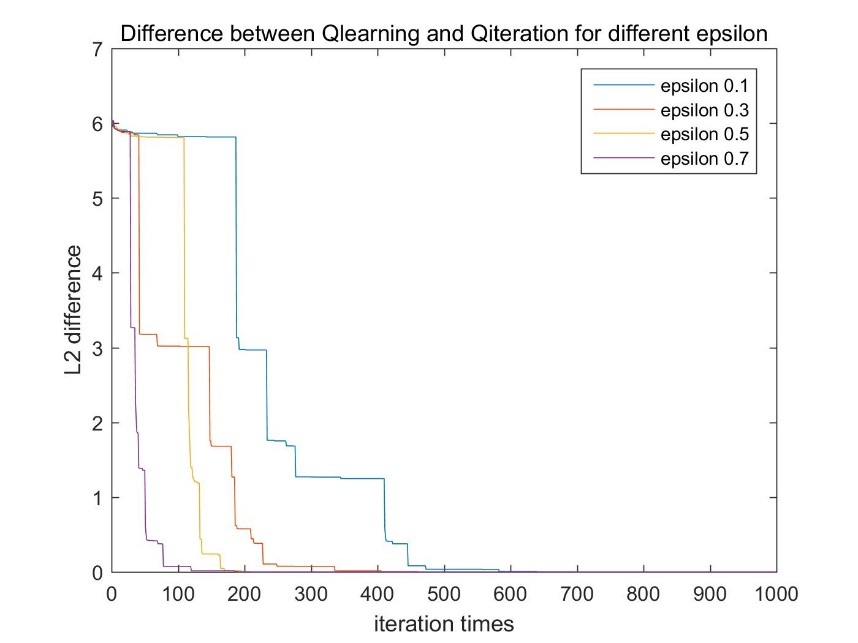 Difference between Qlearning and Qiteration for different epsilon
7
6
5
4
3
2
1
0
L2 difference
epsilon 0.1
epsilon 0.3
epsilon 0.5
epsilon 0.7
0 100 200 300 400 500 600 700 800 900 1000
iteration times